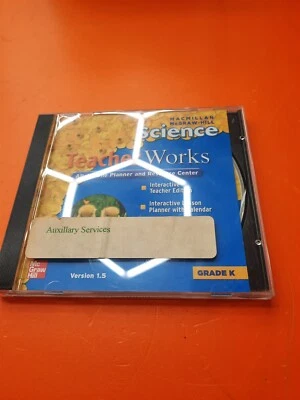 MACMILLAN
McGRAW-HILL
Science
Teacher Works
Planner and Resource Center
Interactive
Teacher Edition
Interactive Lesson
Planner with Calendar
Auxillary Services
Mc
Graw
Hill
Version 1.5
GRADE K